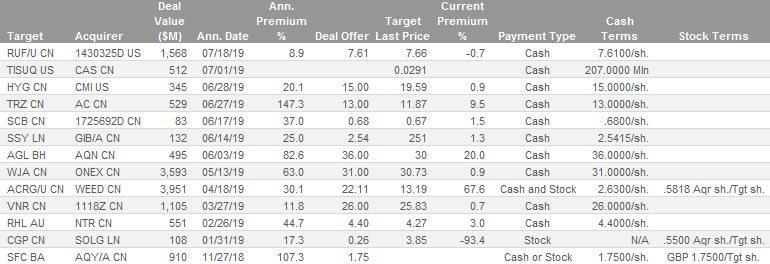 Target Acquirer Deal Value ($M) Ann. Date Ann. Premium % Deal Offer Target Last Price Current Premium % Payment Type Cash Terms Stock Terms
RUF/U CN 1430325D US 1,568 07/18/19 8.9 7.61 7.66 -0.7 Cash 7.6100/sh.
TISUQ US CAS CN 512 07/01/19 0.0291 Cash 207.0000 Mln
HYG CN CMI US 345 06/28/19 20.1 15.00 19.59 0.9 Cash 15.0000/sh.
TRZ CN AC CN 529 06/27/19 147.3 13.00 11.87 9.5 Cash 13.0000/sh.
SCB CN 1725692D CN 83 06/17/19 37.0 0.68 0.67 1.5 Cash .6800/sh.
SSY LN GIB/A CN 132 06/14/19 25.0 2.54 251 1.3 Cash 2.5415/sh.
AGL BH AQN CN 495 06/03/19 82.6 36.00 30 20.0 Cash 36.0000/sh.
WJA CN ONEX CN 3,593 05/13/19 63.0 31.00 30.73 0.9 Cash 31.0000/sh.
ACRG/U CN WEED CN 3,951 04/18/19 30.1 22.11 13.19 67.6 Cash and Stock 2.6300/sh. .5818 Aqr sh./Tgt sh.
VNR CN 1118Z CN 1,105 03/27/19 11.8 26.00 25.83 0.7 Cash 26.0000/sh.
RHL AU NTR CN 551 02/26/19 44.7 4.40 4.27 3.0 Cash 4.4000/sh.
CGP CN SOLG LN 108 01/31/19 17.3 0.26 3.85 -93.4 Stock N/A .5500 Aqr sh./Tgt sh.
SFC BA AQY/A CN 910 11/27/18 107.3 1.75 Cash or Stock 1.7500/sh. GBP 1.7500/Tgt sh.